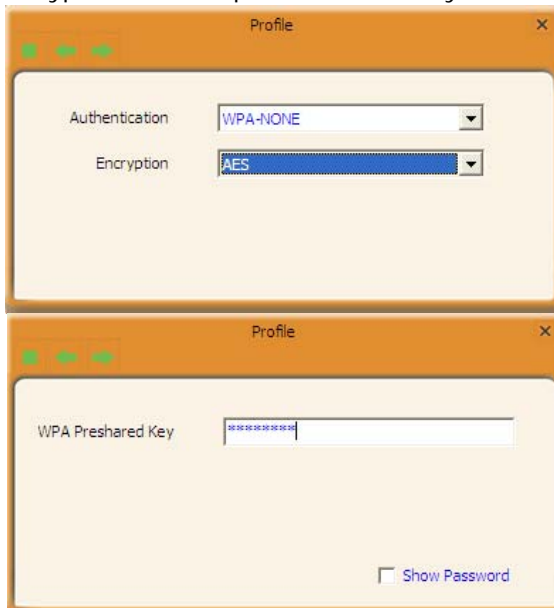 Profile
Authentication WPA-NONE
Encryption AES
Profile
WPA Preshared Key ********
Show Password